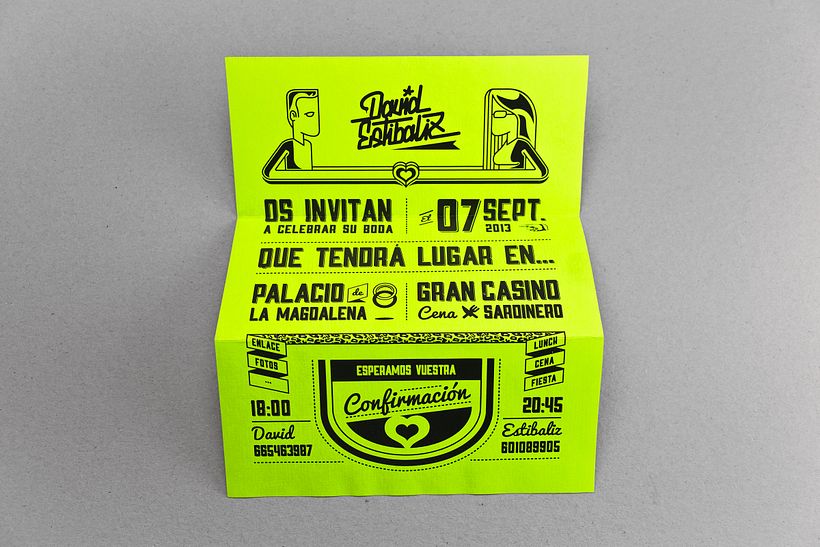 David
Estibaliz
OS INVITAN
A CELEBRAR SU BODA
El 07 SEPT.
2013
QUE TENDRÁ LUGAR EN...
PALACIO de
LA MAGDALENA
GRAN CASINO
Cena SARDINERO
ENLACE
FOTOS
...
18:00
David
665463987
ESPERAMOS VUESTRA
Confirmación
LUNCH
CENA
FIESTA
20:45
Estibaliz
601089905